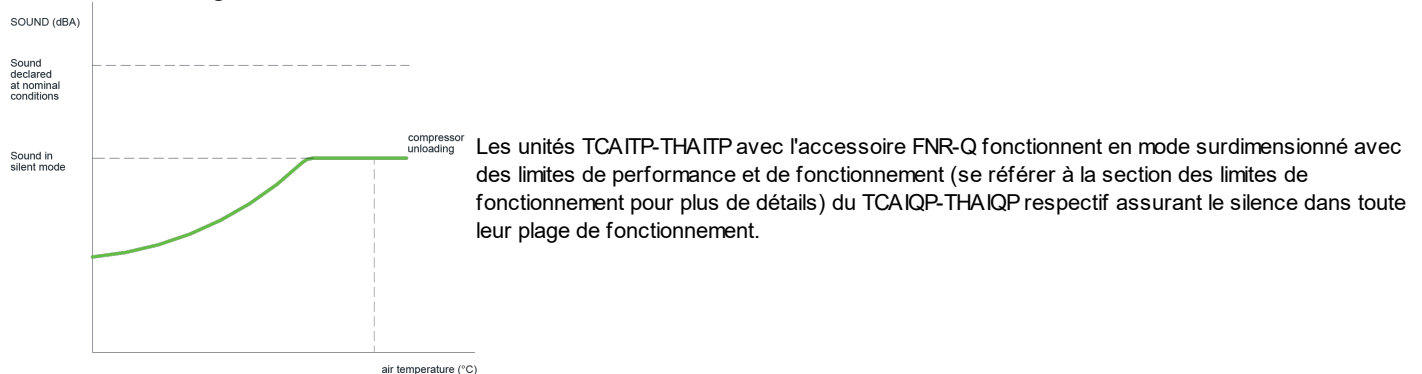 SOUND (dBA)
Sound
declared
at nominal
conditions
Sound in
silent mode
compressor
unloading
air temperature (°C)
Les unités TCAITP-THAITP avec l'accessoire FNR-Q fonctionnent en mode surdimensionné avec
des limites de performance et de fonctionnement (se référer à la section des limites de
fonctionnement pour plus de détails) du TCAIQP-THAIQP respectif assurant le silence dans toute
leur plage de fonctionnement.